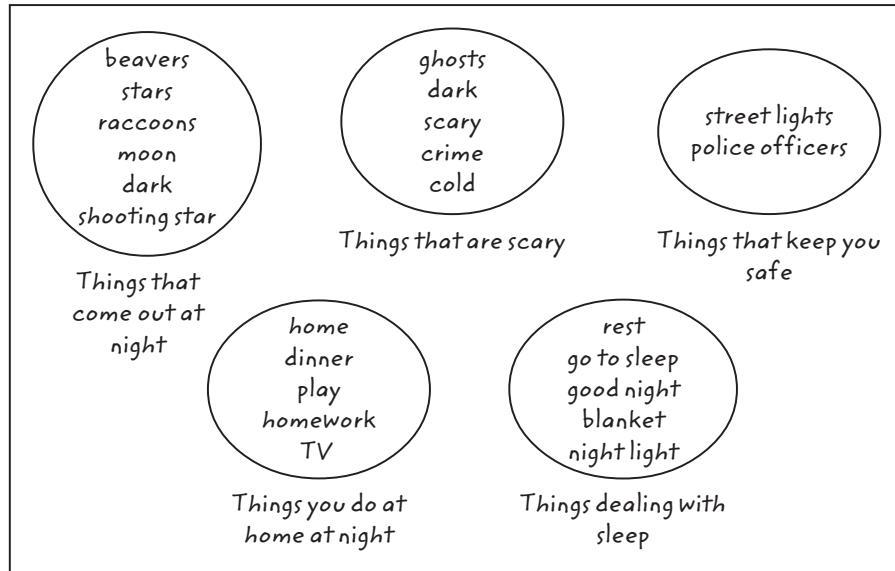 beavers
stars
raccoons
moon
dark
shooting star
Things that
come out at
night
ghosts
dark
scary
crime
cold
Things that are scary
street lights
police officers
Things that keep you
safe
home
dinner
play
homework
TV
Things you do at
home at night
rest
go to sleep
good night
blanket
night light
Things dealing with
sleep